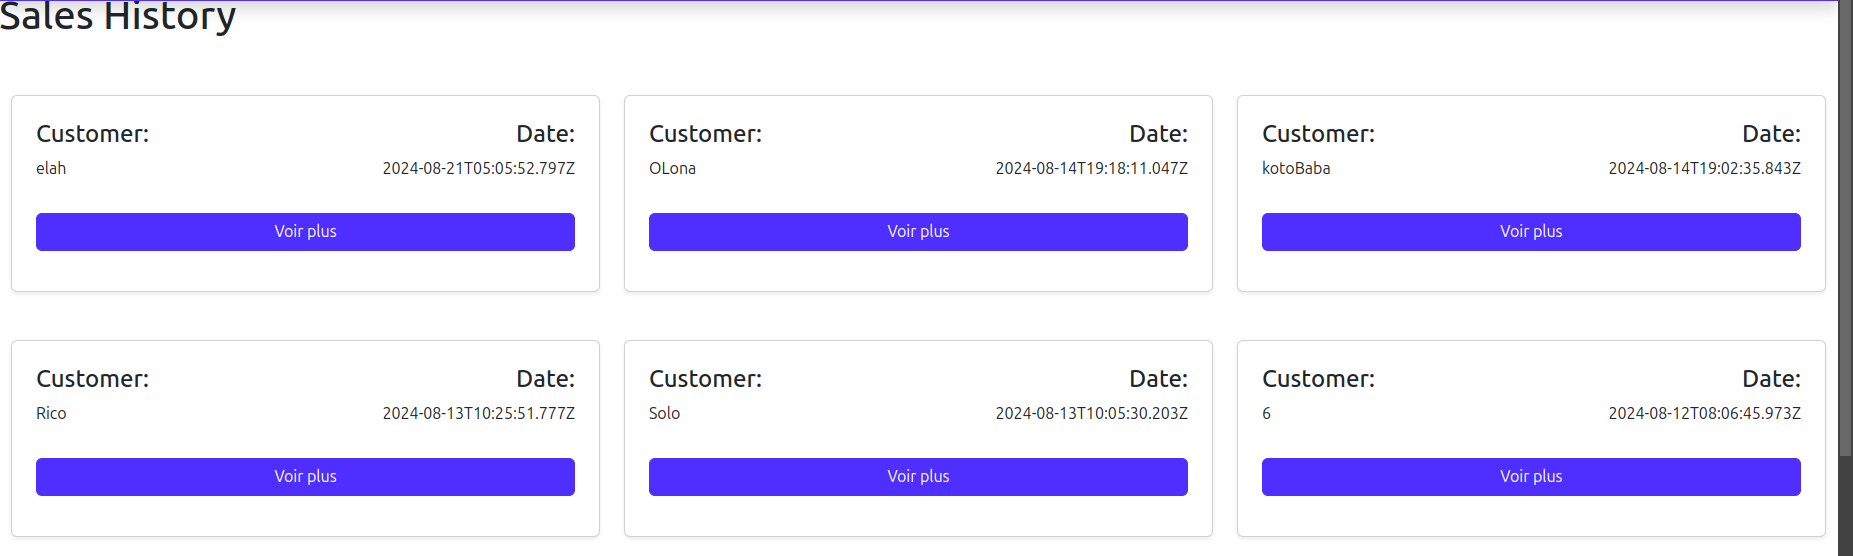 Sales History
Customer: Date:
elah 2024-08-21T05:05:52.797Z
Voir plus
Customer: Date:
OLona 2024-08-14T19:18:11.047Z
Voir plus
Customer: Date:
kotoBaba 2024-08-14T19:02:35.843Z
Voir plus
Customer: Date:
Rico 2024-08-13T10:25:51.777Z
Voir plus
Customer: Date:
Solo 2024-08-13T10:05:30.203Z
Voir plus
Customer: Date:
6 2024-08-12T08:06:45.973Z
Voir plus